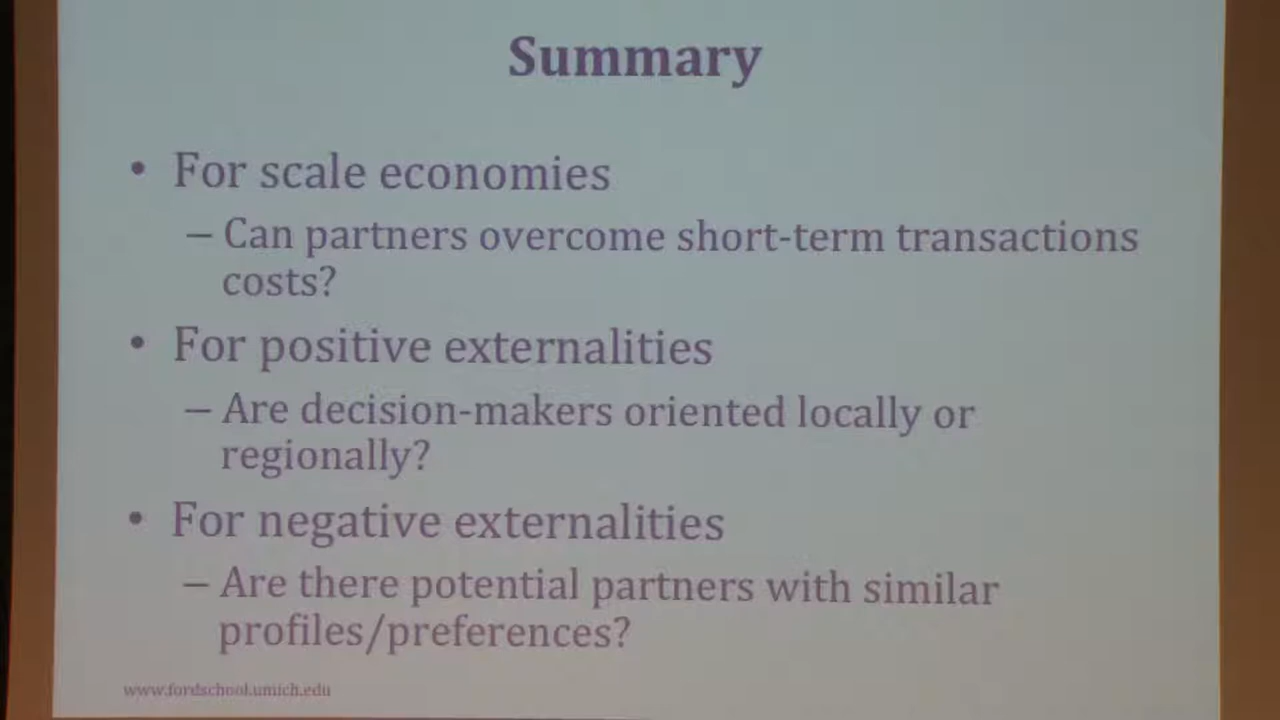 Summary
• For scale economies
– Can partners overcome short-term transactions
costs?
• For positive externalities
– Are decision-makers oriented locally or
regionally?
• For negative externalities
– Are there potential partners with similar
profiles/preferences?
www.fordschool.umich.edu